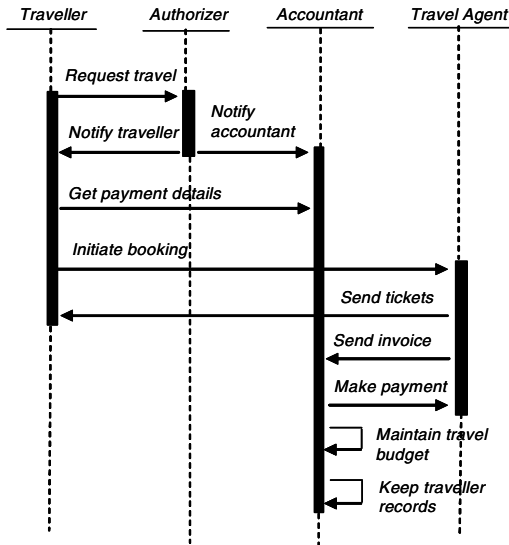 Traveller
Authorizer
Accountant
Travel Agent
Request travel
Notify
accountant
Notify traveller
Get payment details
Initiate booking
Send tickets
Send invoice
Make payment
Maintain travel
budget
Keep traveller
records